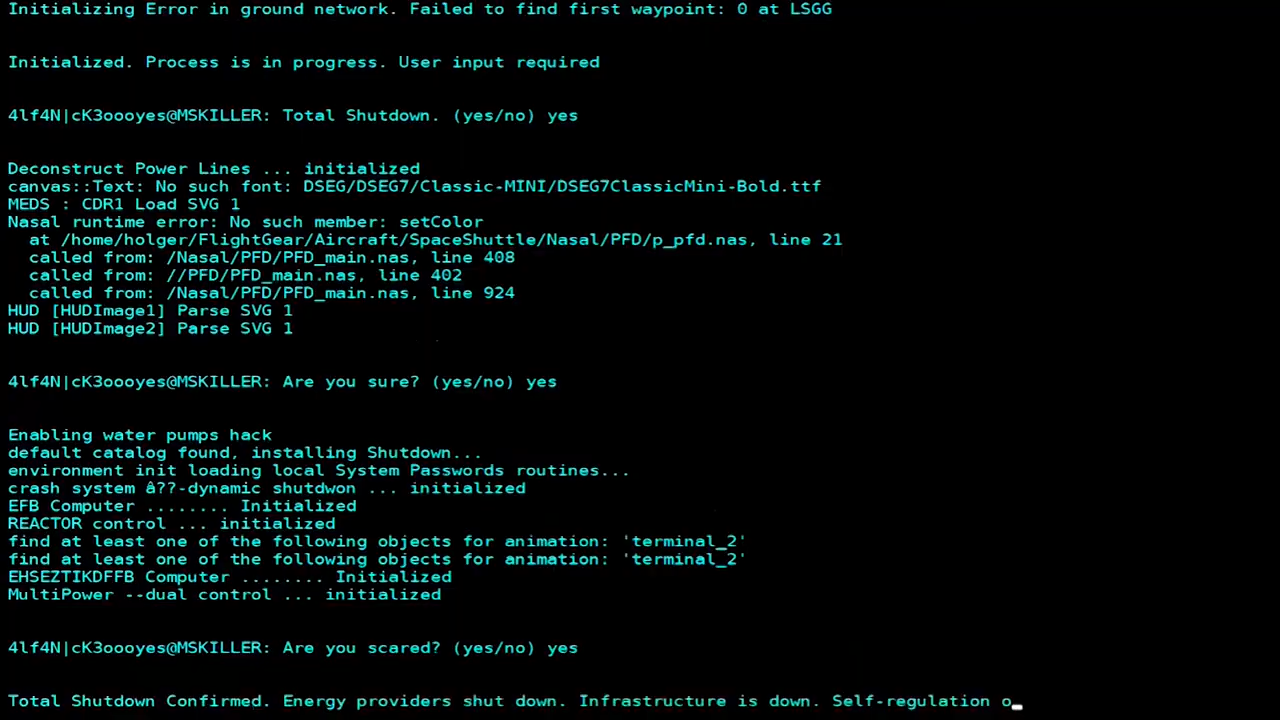 Initializing Error in ground network. Failed to find first waypoint: 0 at LSGG
Initialized. Process is in progress. User input required
4lf4N|cK3oooyes@MSKILLER: Total Shutdown. (yes/no) yes
Deconstruct Power Lines ... initialized
canvas::Text: No such font: DSEG/DSEG7/Classic-MINI/DSEG7ClassicMini-Bold.ttf
MEDS : CDR1 Load SVG 1
Nasal runtime error: No such member: setColor
  at /home/holger/FlightGear/Aircraft/SpaceShuttle/Nasal/PFD/p_pfd.nas, line 21
  called from: /Nasal/PFD/PFD_main.nas, line 408
  called from: //PFD/PFD_main.nas, line 402
  called from: /Nasal/PFD/PFD_main.nas, line 924
HUD [HUDImage1] Parse SVG 1
HUD [HUDImage2] Parse SVG 1
4lf4N|cK3oooyes@MSKILLER: Are you sure? (yes/no) yes
Enabling water pumps hack
default catalog found, installing Shutdown...
environment init loading local System Passwords routines...
crash system â??-dynamic shutdwon ... initialized
EFB Computer ........ Initialized
REACTOR control ... initialized
find at least one of the following objects for animation: 'terminal_2'
find at least one of the following objects for animation: 'terminal_2'
EHSEZTIKDFFB Computer ........ Initialized
MultiPower --dual control ... initialized
4lf4N|cK3oooyes@MSKILLER: Are you scared? (yes/no) yes
Total Shutdown Confirmed. Energy providers shut down. Infrastructure is down. Self-regulation o